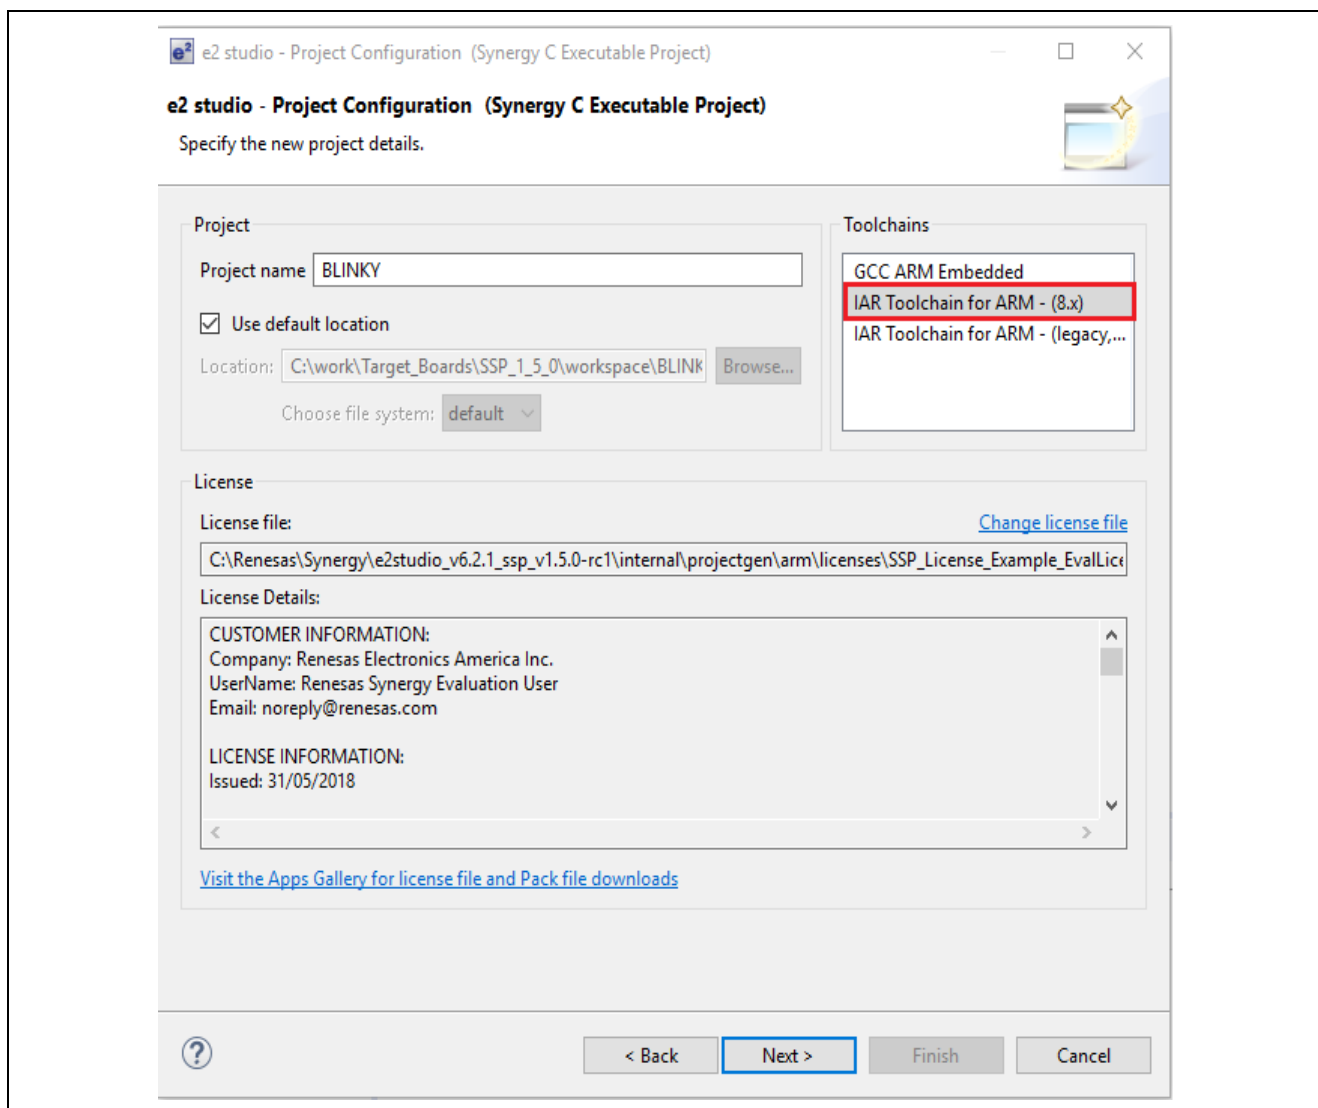 e2 studio - Project Configuration (Synergy C Executable Project)
e2 studio - Project Configuration (Synergy C Executable Project)
Specify the new project details.
Project
Project name BLINKY
Use default location
Location: C:\work\Target_Boards\SSP_1_5_0\workspace\BLINK Browse...
Choose file system: default
Toolchains
GCC ARM Embedded
IAR Toolchain for ARM - (8.x)
IAR Toolchain for ARM - (legacy,...
License
License file: Change license file
C:\Renesas\Synergy\e2studio_v6.2.1_ssp_v1.5.0-rc1\internal\projectgen\arm\licenses\SSP_License_Example_EvalLice
License Details:
CUSTOMER INFORMATION:
Company: Renesas Electronics America Inc.
UserName: Renesas Synergy Evaluation User
Email: noreply@renesas.com
LICENSE INFORMATION:
Issued: 31/05/2018
Visit the Apps Gallery for license file and Pack file downloads
? < Back Next > Finish Cancel